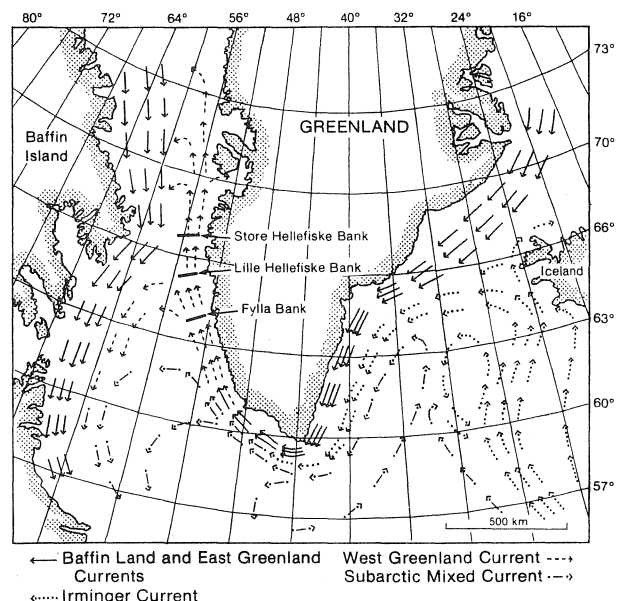 80° 72° 64° 56° 48° 40° 32° 24° 16°
73°
Baffin
Island
GREENLAND
70°
66°
Store Hellefiske Bank
Lille Hellefiske Bank
Iceland
Fylla Bank
63°
60°
57°
500 km
Baffin Land and East Greenland
Currents
Irminger Current
West Greenland Current
Subarctic Mixed Current